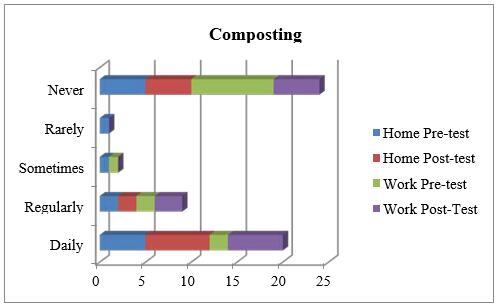 Composting
Never
Rarely
Sometimes
Regularly
Daily
0 5 10 15 20 25
Home Pre-test
Home Post-test
Work Pre-test
Work Post-Test